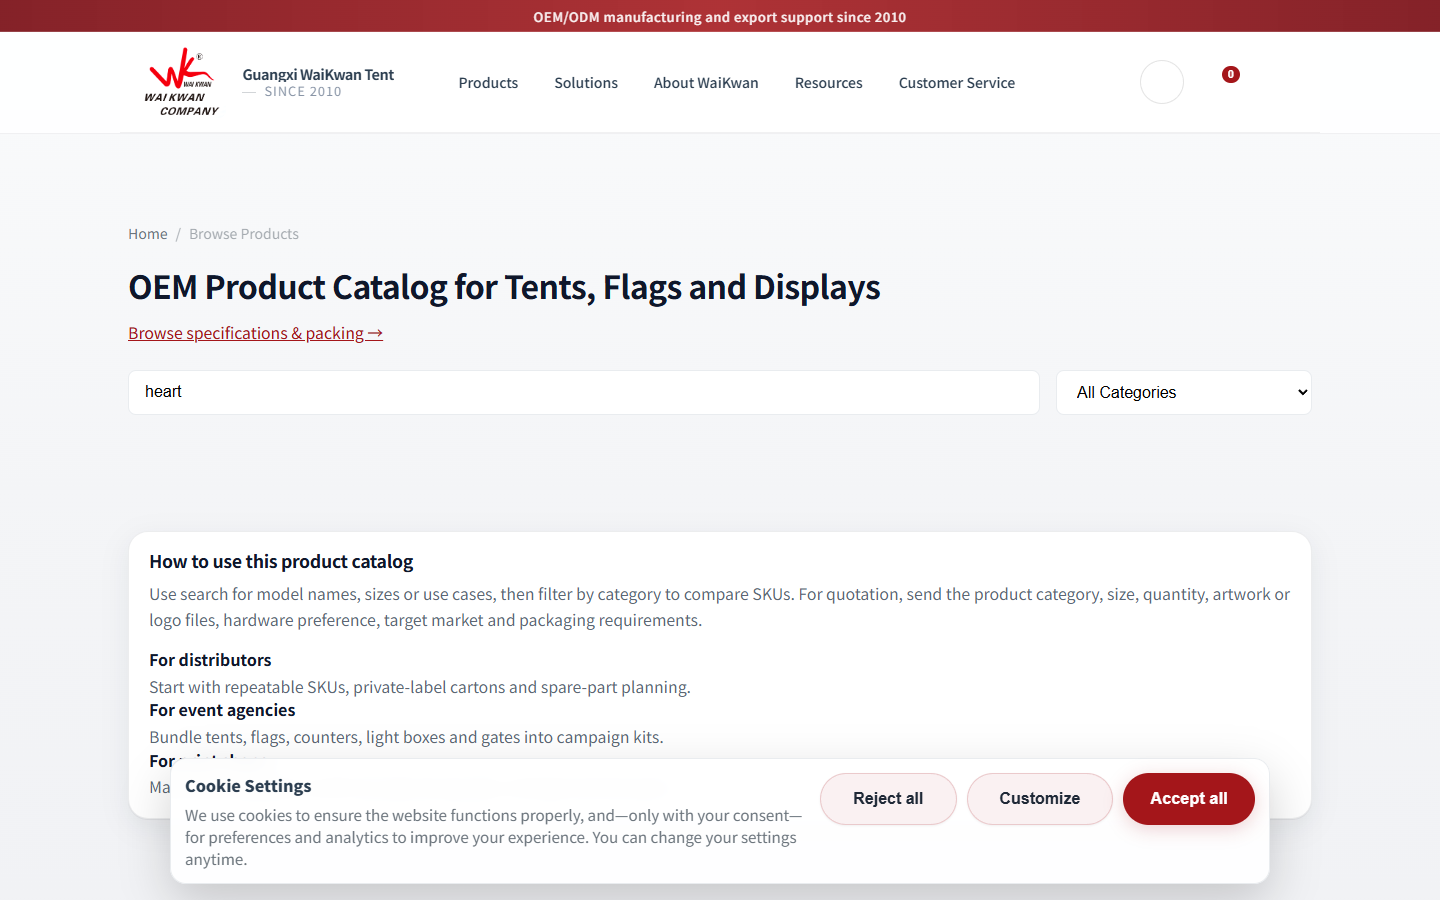 OEM/ODM manufacturing and export support since 2010
WAI KWAN
WAI KWAN
COMPANY
Guangxi WaiKwan Tent
SINCE 2010
Products
Solutions
About WaiKwan
Resources
Customer Service
0
Home / Browse Products
OEM Product Catalog for Tents, Flags and Displays
Browse specifications & packing →
heart
All Categories
How to use this product catalog
Use search for model names, sizes or use cases, then filter by category to compare SKUs. For quotation, send the product category, size, quantity, artwork or
logo files, hardware preference, target market and packaging requirements.
For distributors
Start with repeatable SKUs, private-label cartons and spare-part planning.
For event agencies
Bundle tents, flags, counters, light boxes and gates into campaign kits.
For
Cookie Settings
We use cookies to ensure the website functions properly, and—only with your consent—
for preferences and analytics to improve your experience. You can change your settings
anytime.
Reject all
Customize
Accept all